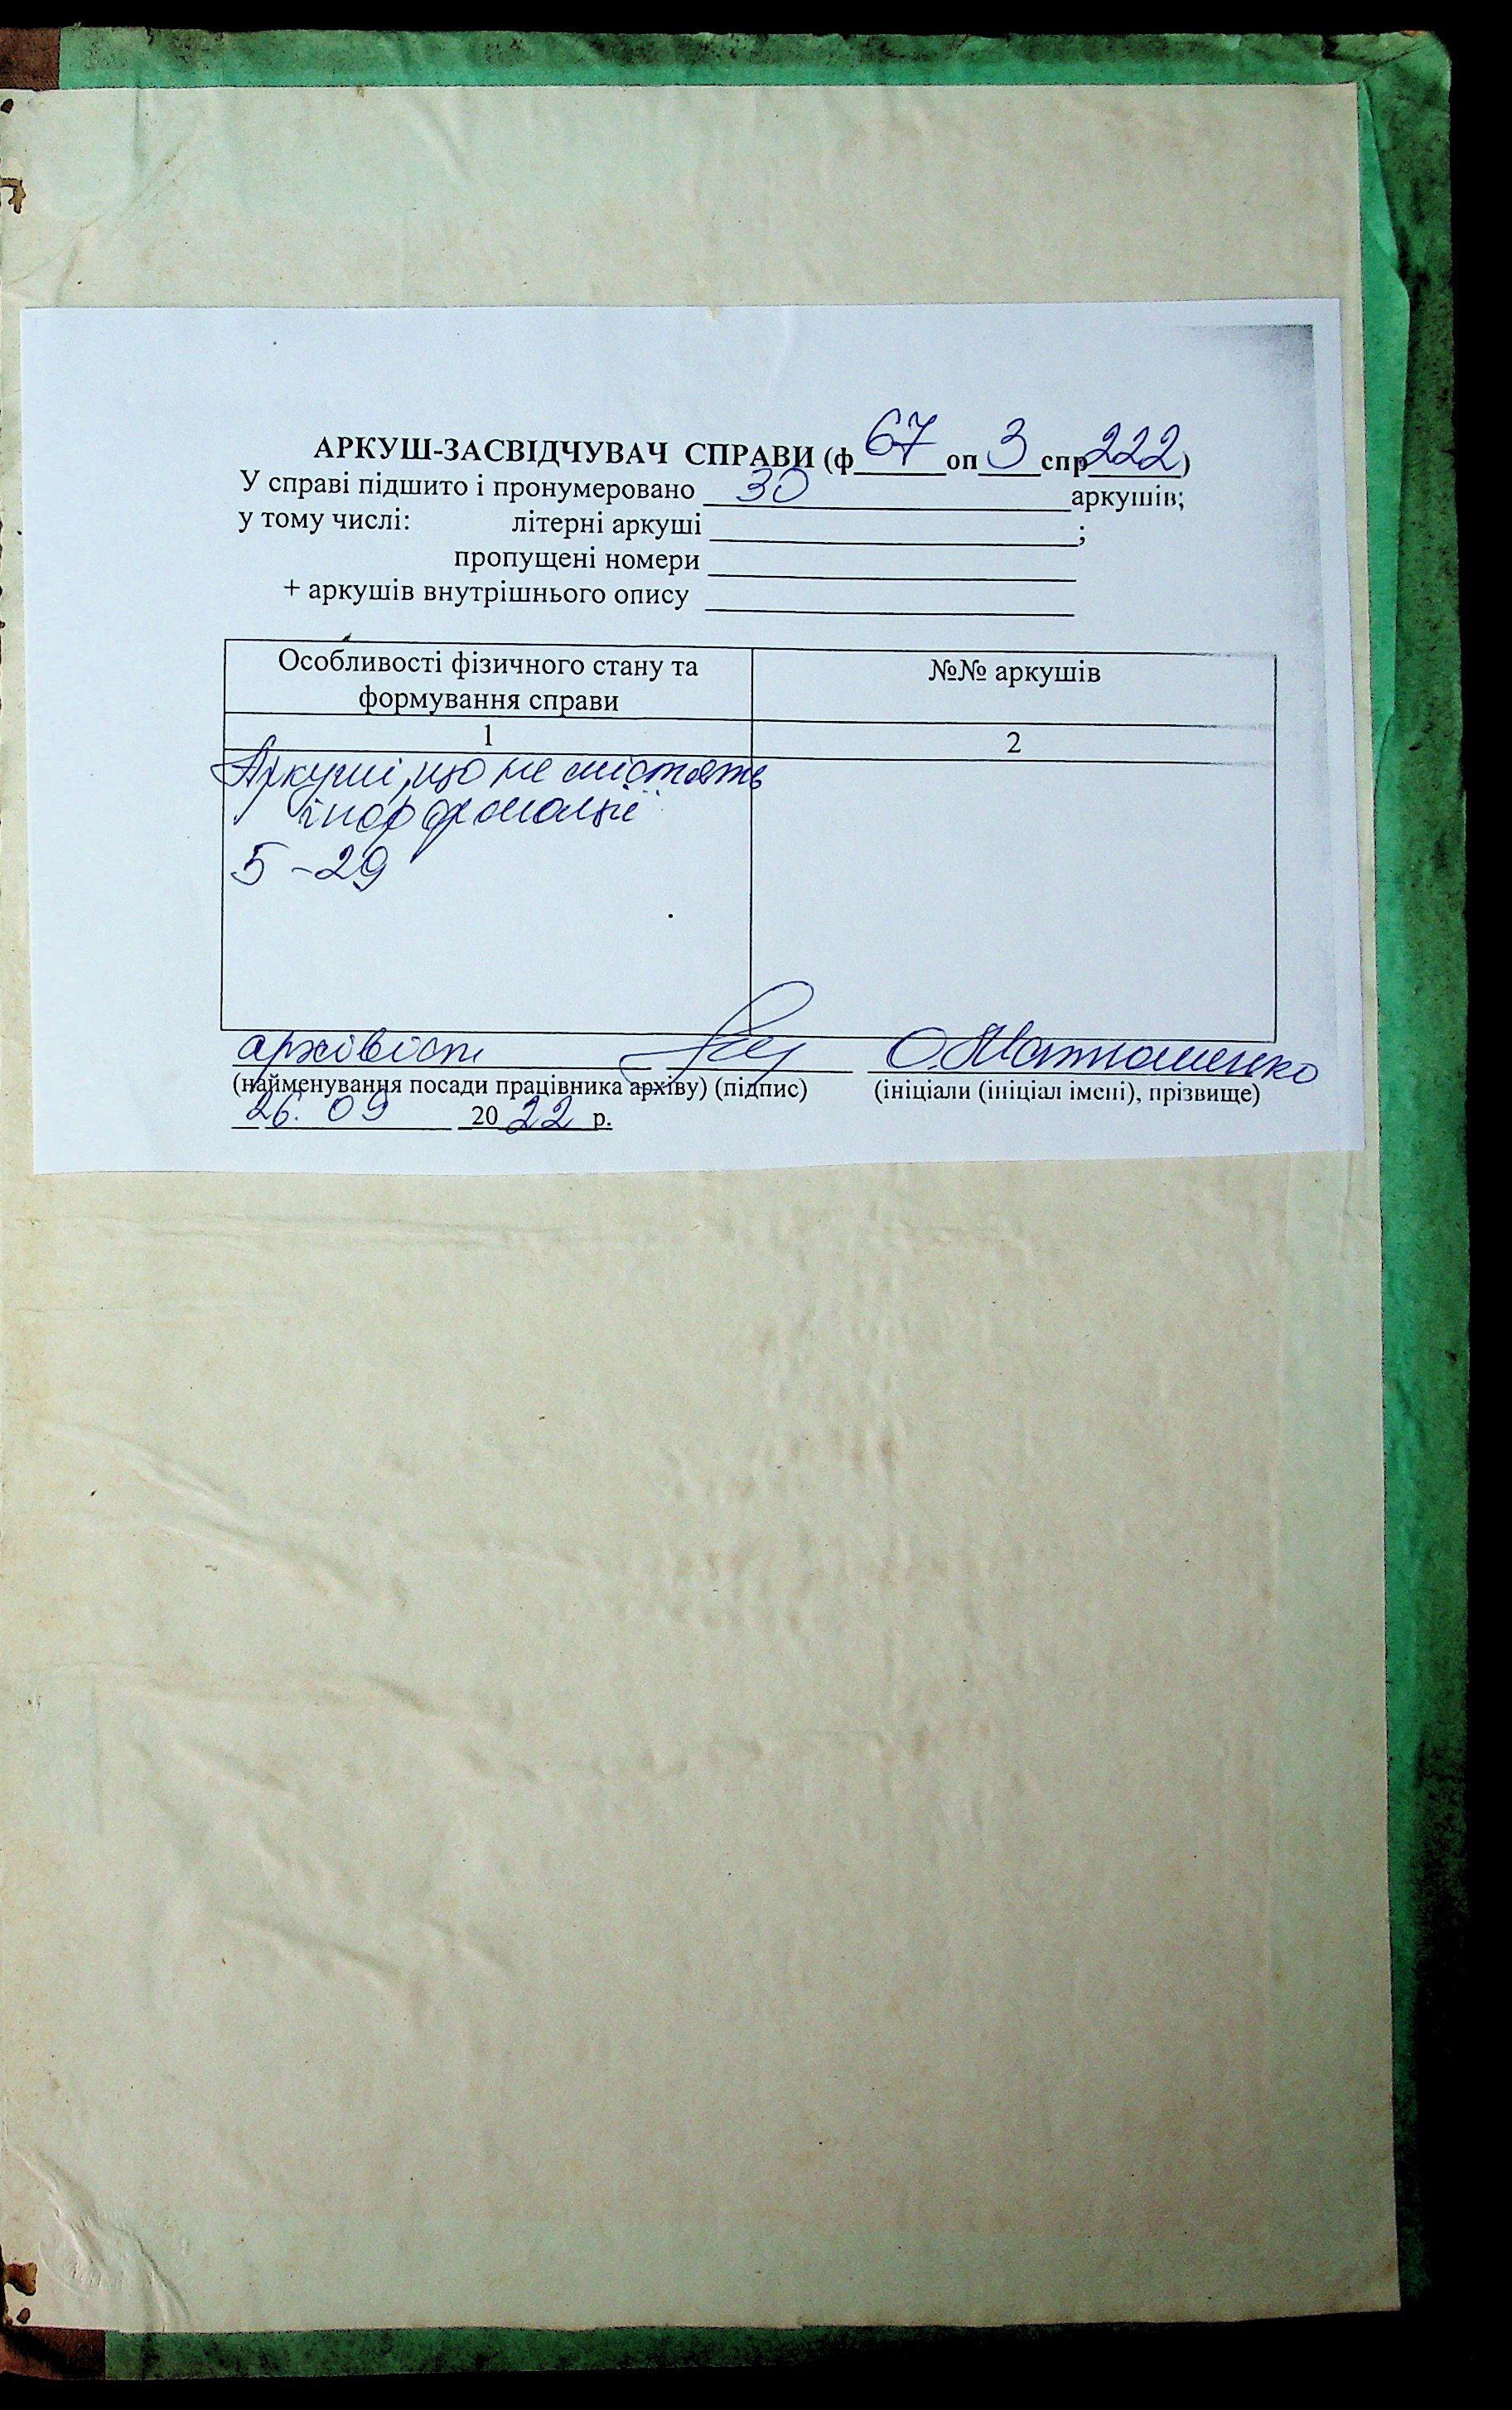 АРКУШ-ЗАСВІДЧУВАЧ СПРАВИ (ф 67 оп 3 спр 222)
У справі підшито і пронумеровано 30 аркушів;
у тому числі: літерні аркуші ;
пропущені номери
+ аркушів внутрішнього опису
Особливості фізичного стану та формування справи
№№ аркушів
1 2
Аркуші, що не містять
інформації
5-29
архівіст О. Матюшенко
(найменування посади працівника архіву) (підпис) (ініціали (ініціал імені), прізвище)
26. 09 2022 р.